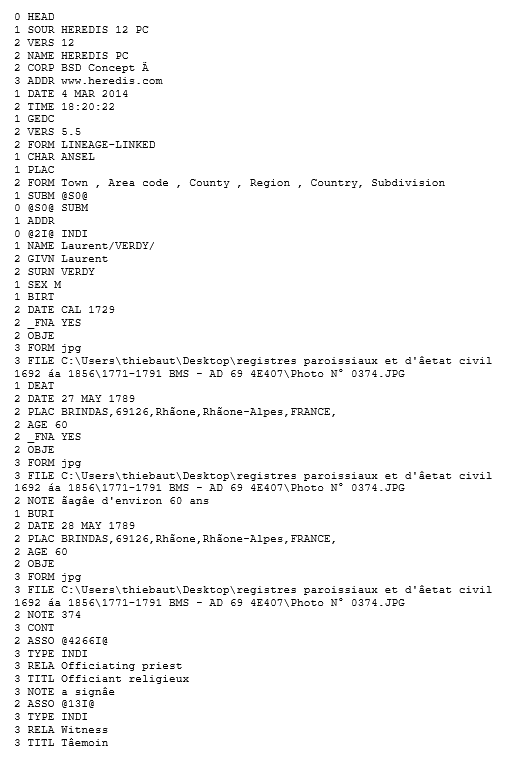 0 HEAD
1 SOUR HEREDIS 12 PC
2 VERS 12
2 NAME HEREDIS PC
2 CORP BSD Concept Ä
3 ADDR www.heredis.com
1 DATE 4 MAR 2014
2 TIME 18:20:22
1 GEDC
2 VERS 5.5
2 FORM LINEAGE-LINKED
1 CHAR ANSEL
1 PLAC
2 FORM Town , Area code , County , Region , Country, Subdivision
1 SUBM @S0@
0 @S0@ SUBM
1 ADDR
0 @2I@ INDI
1 NAME Laurent/VERDY/
2 GIVN Laurent
2 SURN VERDY
1 SEX M
1 BIRT
2 DATE CAL 1729
2 _FNA YES
2 OBJE
3 FORM jpg
3 FILE C:\Users\thiebaut\Desktop\registres paroissiaux et d'âetat civil
1692 áa 1856\1771-1791 BMS - AD 69 4E407\Photo N° 0374.JPG
1 DEAT
2 DATE 27 MAY 1789
2 PLAC BRINDAS,69126,Rhãone,Rhãone-Alpes,FRANCE,
2 AGE 60
2 _FNA YES
2 OBJE
3 FORM jpg
3 FILE C:\Users\thiebaut\Desktop\registres paroissiaux et d'âetat civil
1692 áa 1856\1771-1791 BMS - AD 69 4E407\Photo N° 0374.JPG
2 NOTE ãagâe d'environ 60 ans
1 BURI
2 DATE 28 MAY 1789
2 PLAC BRINDAS,69126,Rhãone,Rhãone-Alpes,FRANCE,
2 AGE 60
2 OBJE
3 FORM jpg
3 FILE C:\Users\thiebaut\Desktop\registres paroissiaux et d'âetat civil
1692 áa 1856\1771-1791 BMS - AD 69 4E407\Photo N° 0374.JPG
2 NOTE 374
3 CONT
2 ASSO @4266I@
3 TYPE INDI
3 RELA Officiating priest
3 TITL Officiant religieux
3 NOTE a signâe
2 ASSO @13I@
3 TYPE INDI
3 RELA Witness
3 TITL Tâemoin